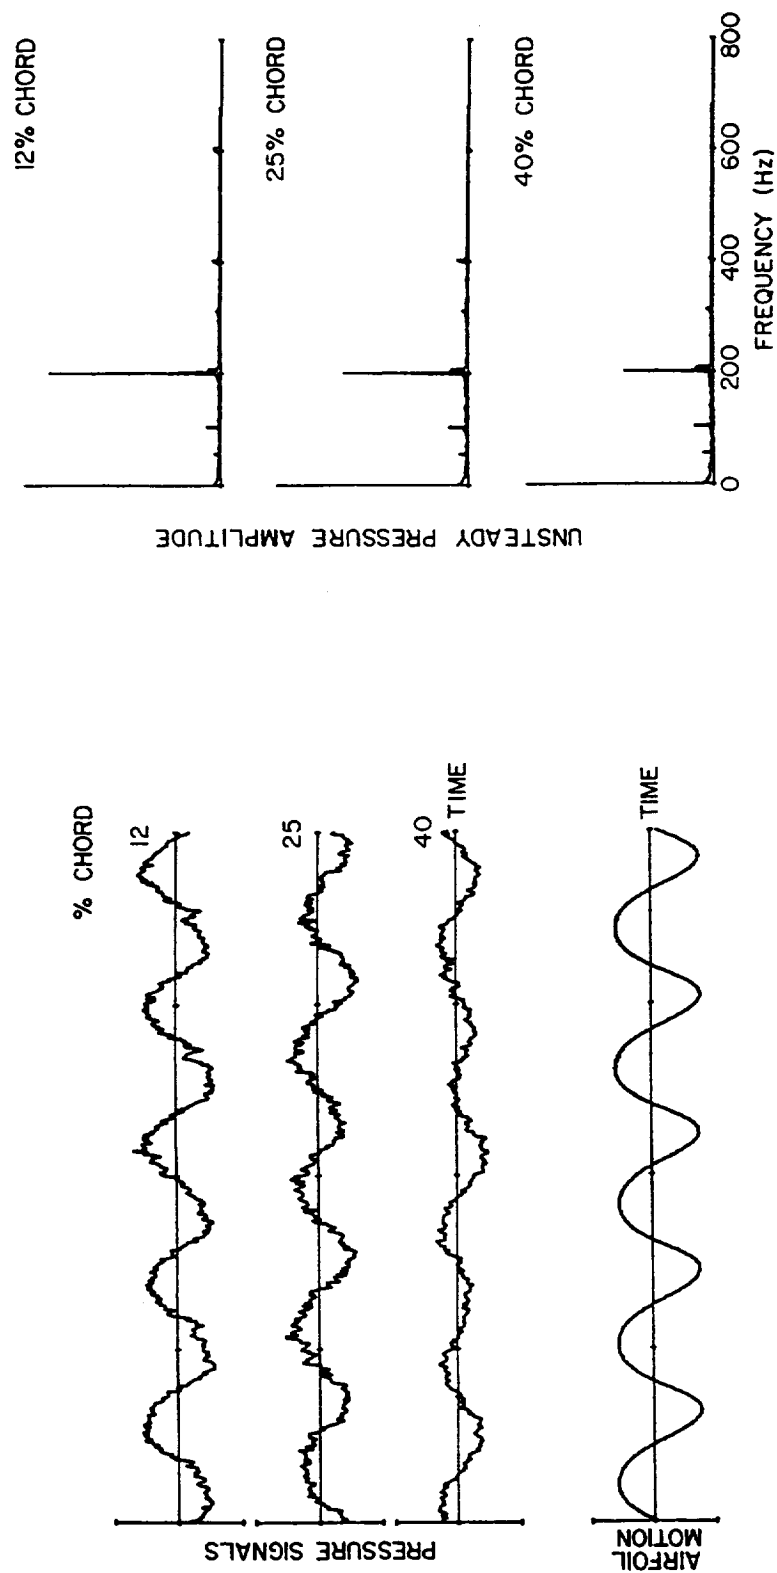 % CHORD
12
25
40
TIME
PRESSURE SIGNALS
AIRFOIL
MOTION
TIME
12% CHORD
25% CHORD
40% CHORD
UNSTEADY PRESSURE AMPLITUDE
0
200
400
600
800
FREQUENCY (Hz)